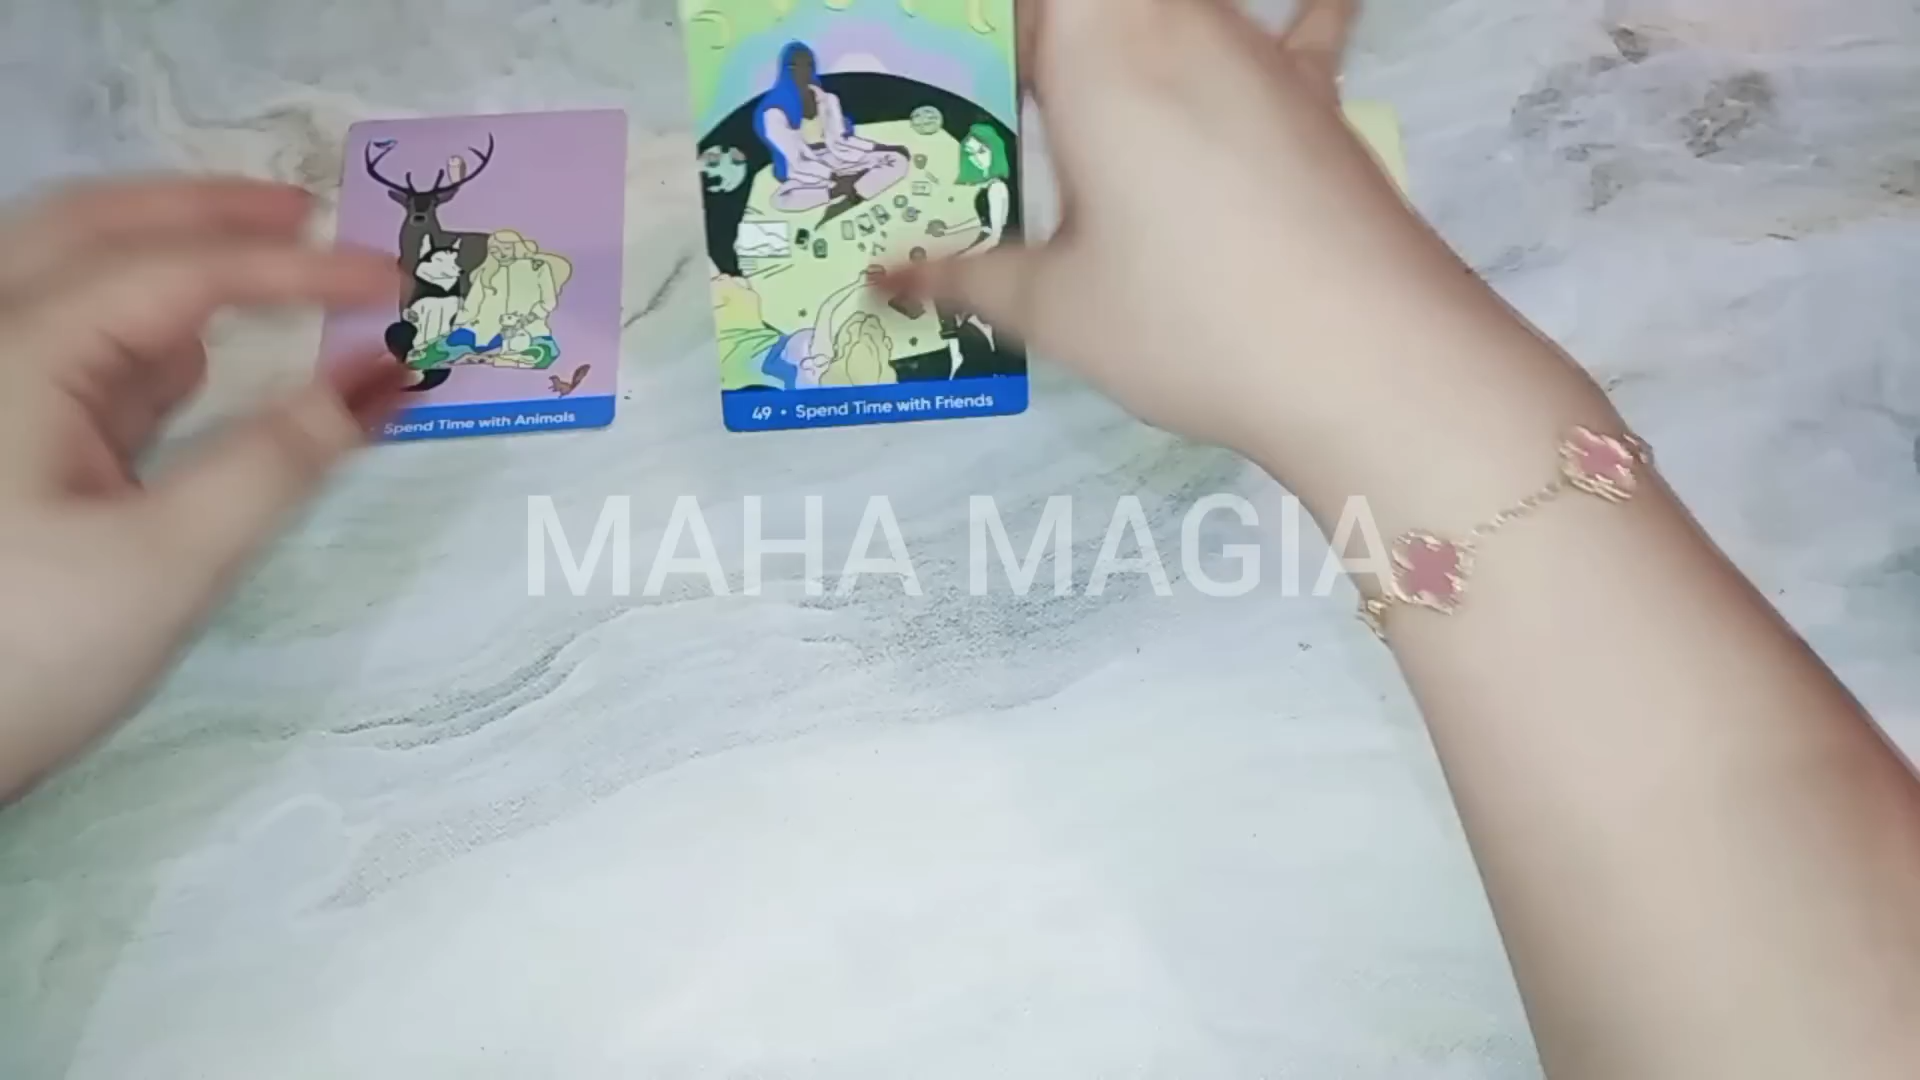 • Spend Time with Animals
49 • Spend Time with Friends
MAHA MAGIA